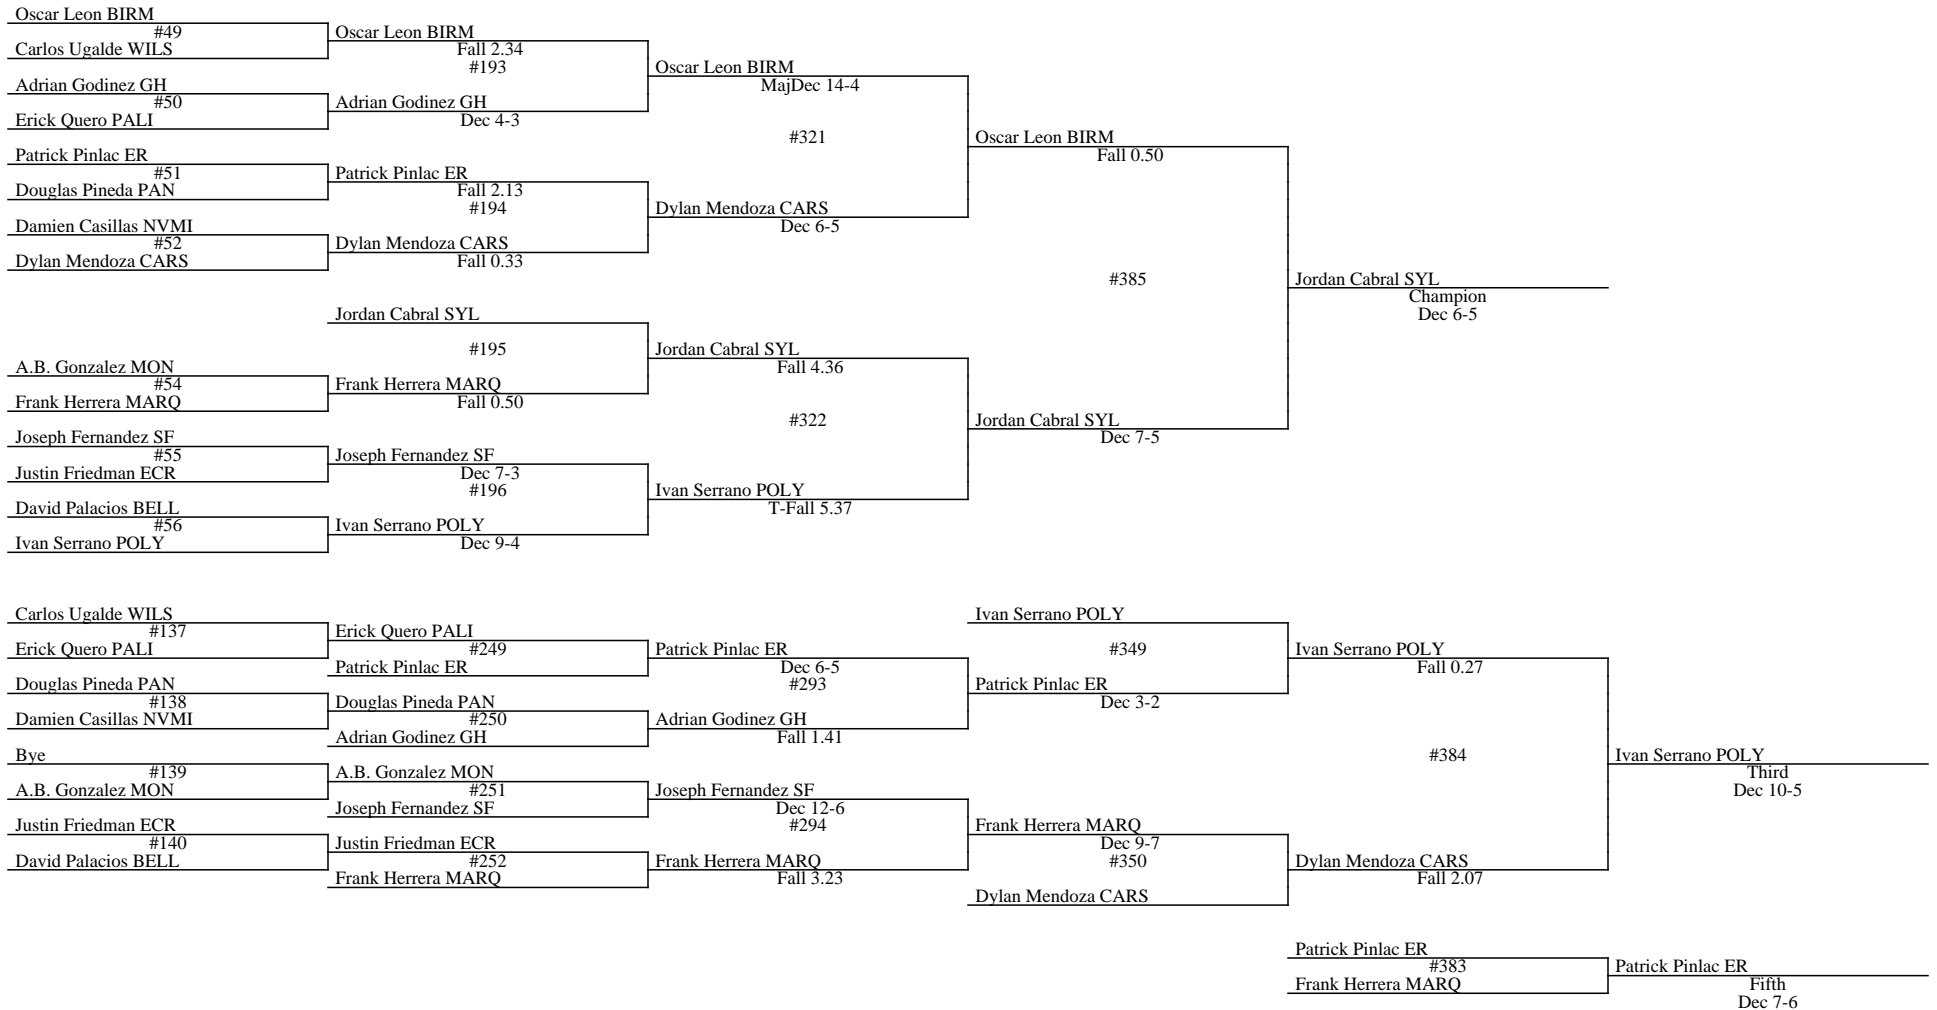 Oscar Leon BIRM
#49
Carlos Ugalde WILS
Adrian Godinez GH
#50
Erick Quero PALI
Patrick Pinlac ER
#51
Douglas Pineda PAN
Damien Casillas NVMI
#52
Dylan Mendoza CARS
A.B. Gonzalez MON
#54
Frank Herrera MARQ
Joseph Fernandez SF
#55
Justin Friedman ECR
David Palacios BELL
#56
Ivan Serrano POLY
Oscar Leon BIRM
Fall 2.34
#193
Adrian Godinez GH
Dec 4-3
Patrick Pinlac ER
Fall 2.13
#194
Dylan Mendoza CARS
Fall 0.33
Jordan Cabral SYL
#195
Frank Herrera MARQ
Fall 0.50
Joseph Fernandez SF
Dec 7-3
#196
Ivan Serrano POLY
Dec 9-4
Oscar Leon BIRM
MajDec 14-4
#321
Dylan Mendoza CARS
Dec 6-5
Jordan Cabral SYL
Fall 4.36
#322
Ivan Serrano POLY
T-Fall 5.37
Oscar Leon BIRM
Fall 0.50
#385
Jordan Cabral SYL
Dec 7-5
Jordan Cabral SYL
Champion
Dec 6-5
Carlos Ugalde WILS
#137
Erick Quero PALI
Douglas Pineda PAN
#138
Damien Casillas NVMI
Bye
#139
A.B. Gonzalez MON
Justin Friedman ECR
#140
David Palacios BELL
Erick Quero PALI
#249
Patrick Pinlac ER
Douglas Pineda PAN
#250
Adrian Godinez GH
A.B. Gonzalez MON
#251
Joseph Fernandez SF
Justin Friedman ECR
#252
Frank Herrera MARQ
Patrick Pinlac ER
Dec 6-5
#293
Adrian Godinez GH
Fall 1.41
Joseph Fernandez SF
Dec 12-6
#294
Frank Herrera MARQ
Fall 3.23
Ivan Serrano POLY
#349
Patrick Pinlac ER
Dec 3-2
Frank Herrera MARQ
Dec 9-7
#350
Dylan Mendoza CARS
Ivan Serrano POLY
Fall 0.27
#384
Dylan Mendoza CARS
Fall 2.07
Ivan Serrano POLY
Third
Dec 10-5
Patrick Pinlac ER
#383
Frank Herrera MARQ
Patrick Pinlac ER
Fifth
Dec 7-6